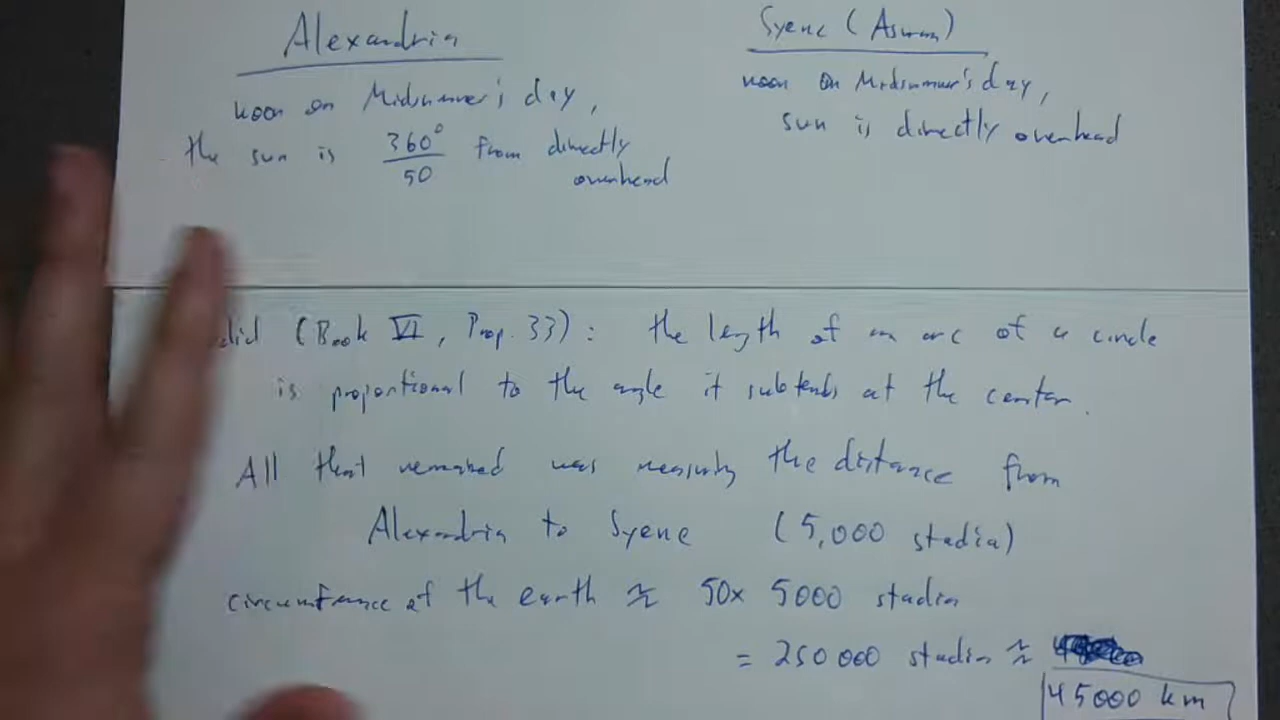 Alexandria
noon on Midsummer's day,
the sun is 360°/50 from directly
overhead
Syene (Aswan)
noon on Midsummer's day,
sun is directly overhead
(Book VI, Prop. 33): the length of an arc of a circle
is proportional to the angle it subtends at the center.
All that remained was measuring the distance from
Alexandria to Syene (5,000 stadia)
circumference of the earth ≈ 50x 5000 stadia
= 250000 stadia ≈
45000 km